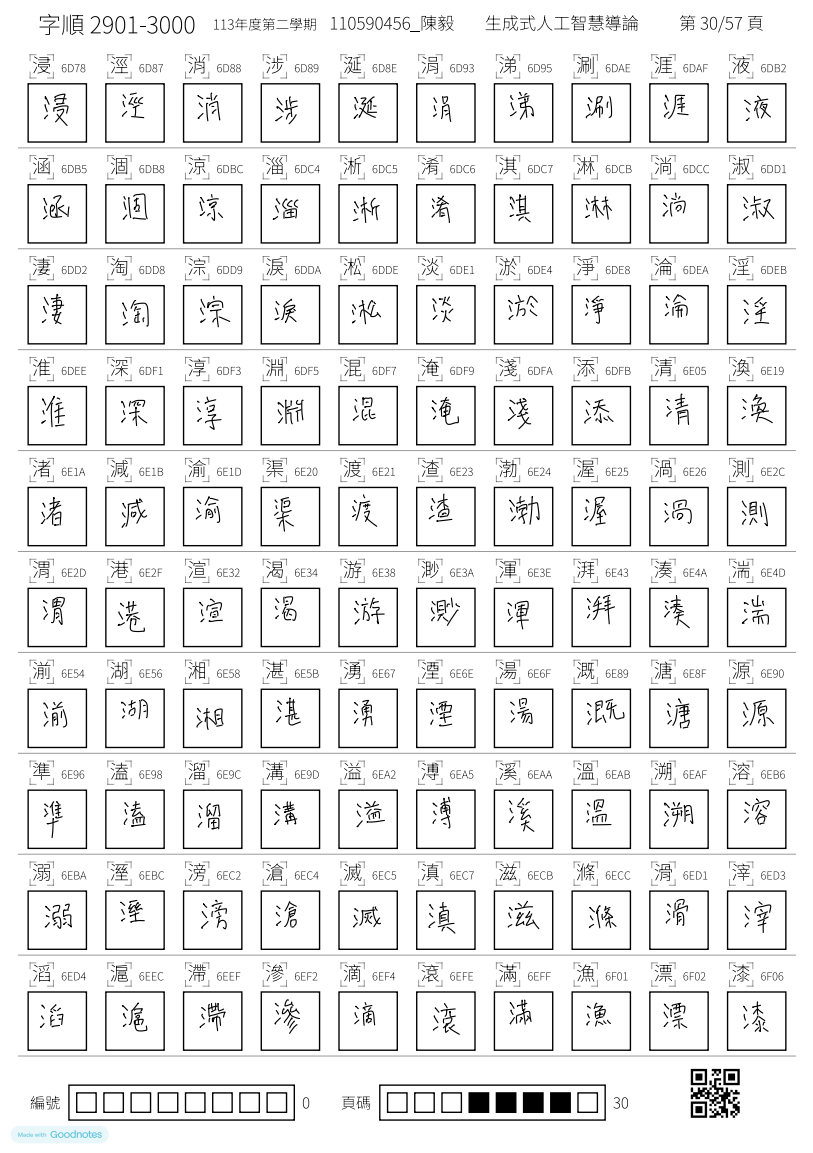 字順 2901-3000 113年度第二學期 110590456_陳毅 生成式人工智慧導論 第 30/57 頁
浸 6D78 涇 6D87 消 6D88 涉 6D89 涎 6D8E 涓 6D93 涕 6D95 涮 6DAE 涯 6DAF 液 6DB2
浸 涇 消 涉 涎 涓 涕 涮 涯 液
涵 6DB5 涸 6DB8 涼 6DBC 淄 6DC4 淅 6DC5 淆 6DC6 淇 6DC7 淋 6DCB 淌 6DCC 淑 6DD1
涵 涸 涼 淄 淅 淆 淇 淋 淌 淑
淒 6DD2 淘 6DD8 淙 6DD9 淚 6DDA 淞 6DDE 淡 6DE1 淤 6DE4 淨 6DE8 淪 6DEA 淫 6DEB
淒 淘 淙 淚 淞 淡 淤 淨 淪 淫
淮 6DEE 深 6DF1 淳 6DF3 淵 6DF5 混 6DF7 淹 6DF9 淺 6DFA 添 6DFB 清 6E05 渙 6E19
淮 深 淳 淵 混 淹 淺 添 清 渙
渚 6E1A 減 6E1B 渝 6E1D 渠 6E20 渡 6E21 渣 6E23 渤 6E24 渥 6E25 渦 6E26 測 6E2C
渚 減 渝 渠 渡 渣 渤 渥 渦 測
渭 6E2D 港 6E2F 渲 6E32 渴 6E34 游 6E38 渺 6E3A 渾 6E3E 湃 6E43 湊 6E4A 湍 6E4D
渭 港 渲 渴 游 渺 渾 湃 湊 湍
湔 6E54 湖 6E56 湘 6E58 湛 6E5B 湧 6E67 湮 6E6E 湯 6E6F 溉 6E89 溏 6E8F 源 6E90
湔 湖 湘 湛 湧 湮 湯 溉 溏 源
準 6E96 溘 6E98 溜 6E9C 溝 6E9D 溢 6EA2 溥 6EA5 溪 6EAA 溫 6EAB 溯 6EAF 溶 6EB6
準 溘 溜 溝 溢 溥 溪 溫 溯 溶
溺 6EBA 溼 6EBC 滂 6EC2 滄 6EC4 滅 6EC5 滇 6EC7 滋 6ECB 滌 6ECC 滑 6ED1 滓 6ED3
溺 溼 滂 滄 滅 滇 滋 滌 滑 滓
滔 6ED4 滬 6EEC 滯 6EEF 滲 6EF2 滴 6EF4 滾 6EFE 滿 6EFF 漁 6F01 漂 6F02 漆 6F06
滔 滬 滯 滲 滴 滾 滿 漁 漂 漆
編號 0 頁碼 30
Made with Goodnotes